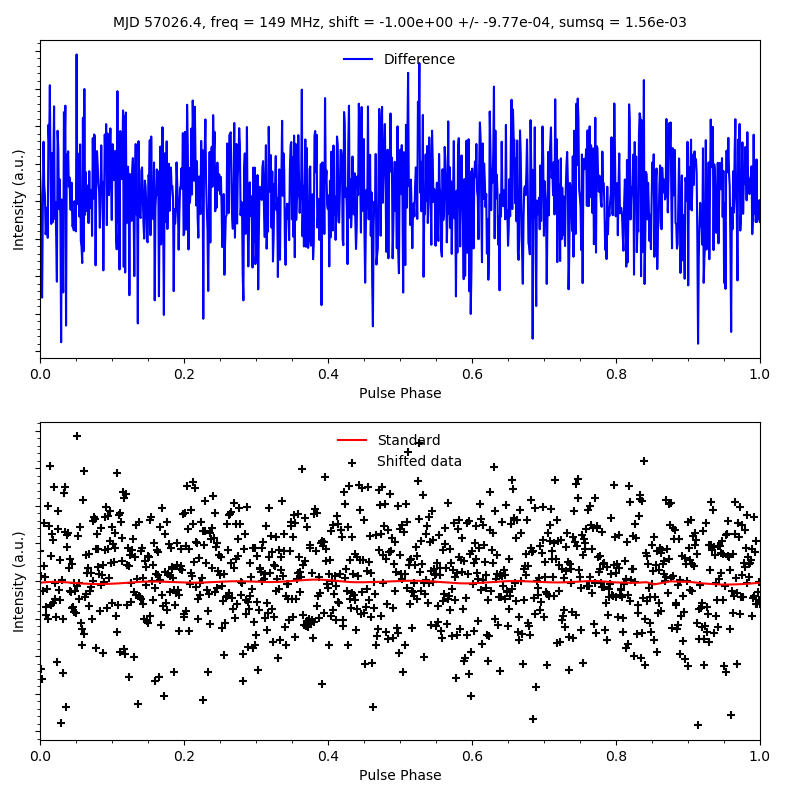 MJD 57026.4, freq = 149 MHz, shift = -1.00e+00 +/- -9.77e-04, sumsq = 1.56e-03
Difference
Intensity (a.u.)
0.0 0.2 0.4 0.6 0.8 1.0
Pulse Phase
Standard
Shifted data
Intensity (a.u.)
0.0 0.2 0.4 0.6 0.8 1.0
Pulse Phase